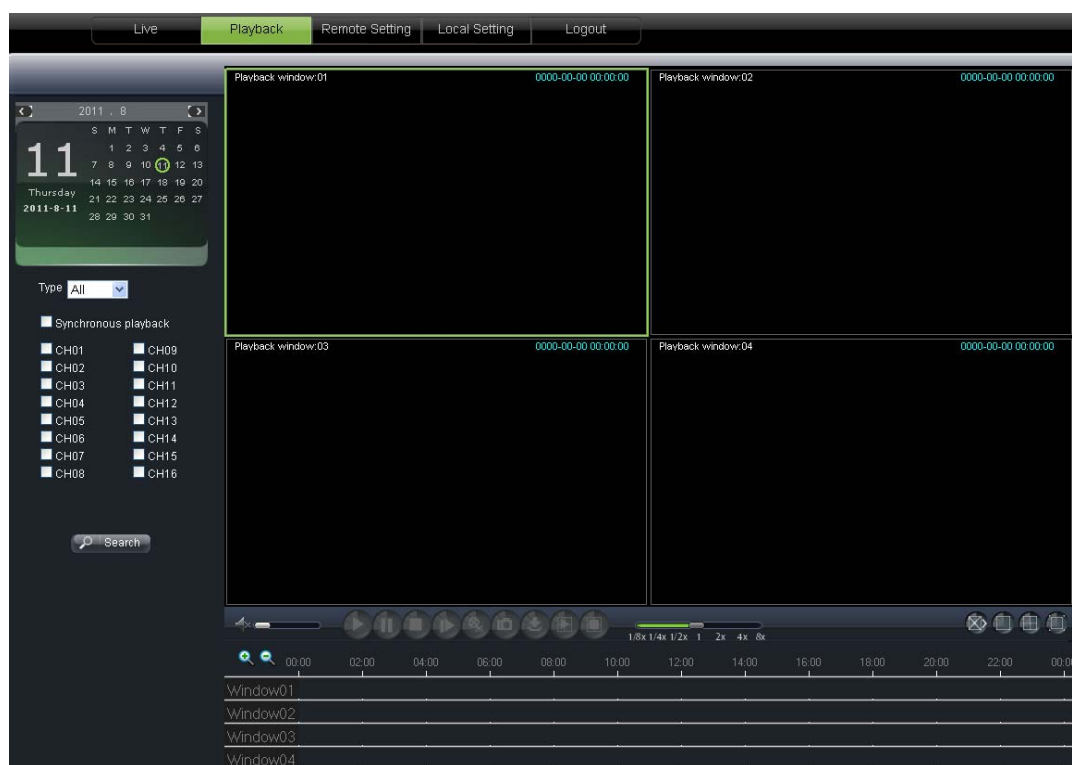 Live Playback Remote Setting Local Setting Logout
2011 . 8
S M T W T F S
1 2 3 4 5 6
7 8 9 10 11 12 13
14 15 16 17 18 19 20
21 22 23 24 25 26 27
28 29 30 31
11
Thursday
2011-8-11
Type All
Synchronous playback
CH01 CH09
CH02 CH10
CH03 CH11
CH04 CH12
CH05 CH13
CH06 CH14
CH07 CH15
CH08 CH16
Search
Playback window:01 0000-00-00 00:00:00
Playback window:02 0000-00-00 00:00:00
Playback window:03 0000-00-00 00:00:00
Playback window:04 0000-00-00 00:00:00
1/8x 1/4x 1/2x 1 2x 4x 8x
00:00 02:00 04:00 06:00 08:00 10:00 12:00 14:00 16:00 18:00 20:00 22:00 00:0
Window01
Window02
Window03
Window04